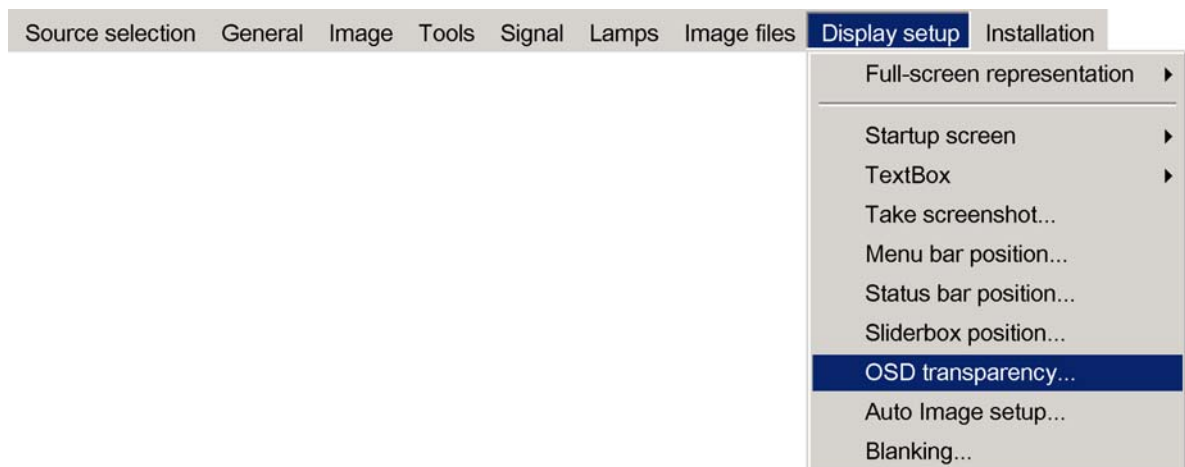 Source selection General Image Tools Signal Lamps Image files Display setup Installation
Full-screen representation
Startup screen
TextBox
Take screenshot...
Menu bar position...
Status bar position...
Sliderbox position...
OSD transparency...
Auto Image setup...
Blanking...